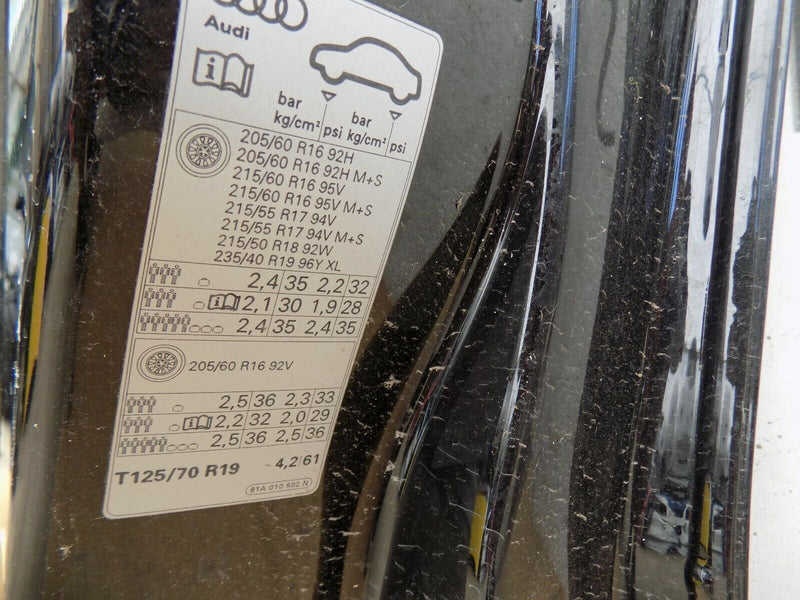 Audi
bar psi bar psi
kg/cm² kg/cm²
205/60 R16 92H
205/60 R16 92H M+S
215/60 R16 95V
215/60 R16 95V M+S
215/55 R17 94V
215/55 R17 94V M+S
215/50 R18 92W
235/40 R19 96Y XL
2,4 35 2,2 32
2,1 30 1,9 28
2,4 35 2,4 35
205/60 R16 92V
2,5 36 2,3 33
2,2 32 2,0 29
2,5 36 2,5 36
T125/70 R19 4,2 61
81A 010 502 N